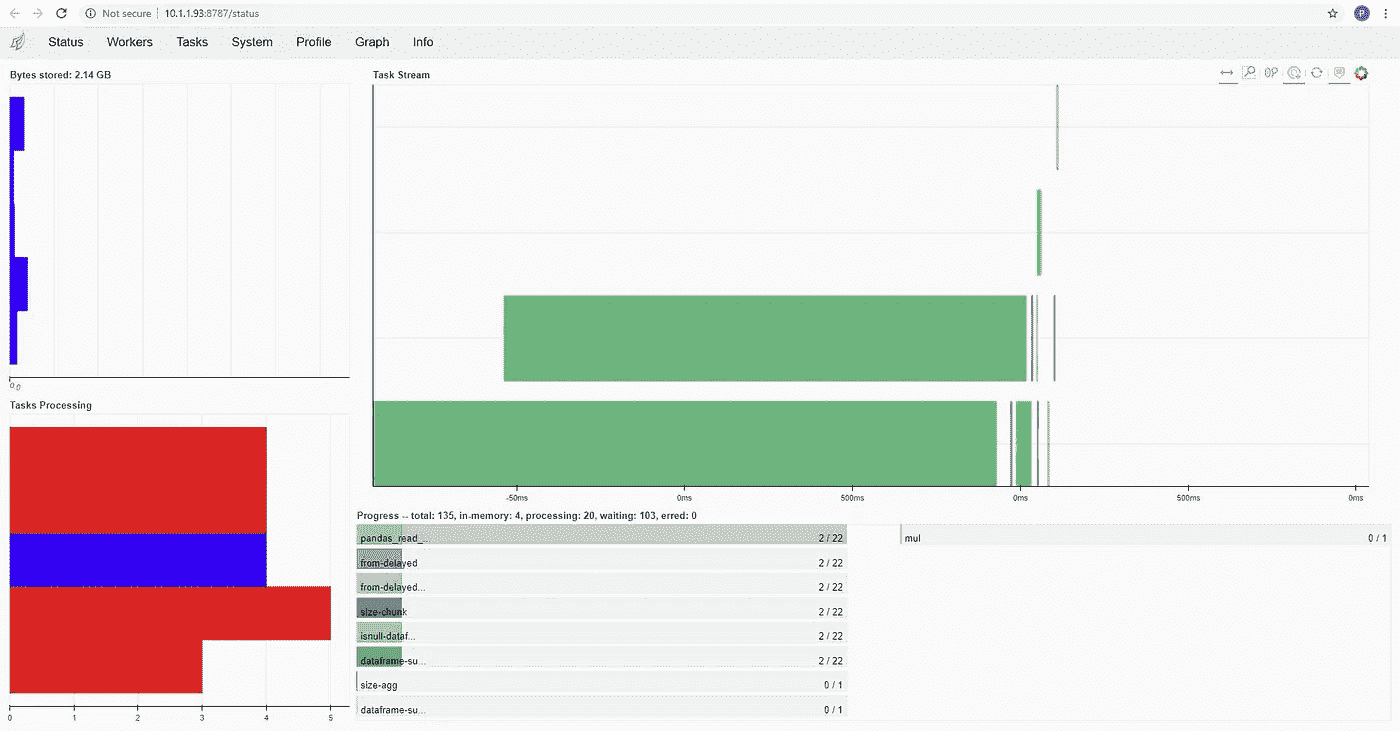 Not secure 10.1.1.93:8787/status
P
Status Workers Tasks System Profile Graph Info
Bytes stored: 2.14 GB
0.0
Tasks Processing
0 1 2 3 4 5
Task Stream
-50ms 0ms 500ms 0ms 500ms 0ms
Progress -- total: 135, in-memory: 4, processing: 20, waiting: 103, erred: 0
pandas_read_... 2 / 22
from-delayed 2 / 22
from-delayed... 2 / 22
size-chunk 2 / 22
isnull-dataf... 2 / 22
dataframe-su... 2 / 22
size-agg 0 / 1
dataframe-su... 0 / 1
mul 0 / 1